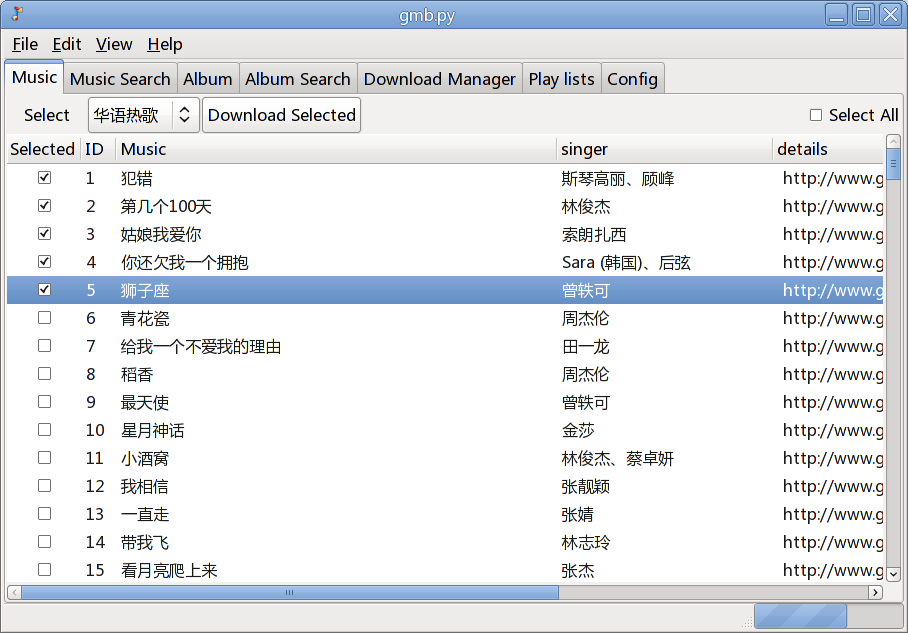 gmb.py
File Edit View Help
Music Music Search Album Album Search Download Manager Play lists Config
Select 华语热歌 Download Selected Select All
Selected ID Music singer details
1 犯错 斯琴高丽、顾峰 http://www.g
2 第几个100天 林俊杰 http://www.g
3 姑娘我爱你 索朗扎西 http://www.g
4 你还欠我一个拥抱 Sara (韩国)、后弦 http://www.g
5 狮子座 曾轶可 http://www.g
6 青花瓷 周杰伦 http://www.g
7 给我一个不爱我的理由 田一龙 http://www.g
8 稻香 周杰伦 http://www.g
9 最天使 曾轶可 http://www.g
10 星月神话 金莎 http://www.g
11 小酒窝 林俊杰、蔡卓妍 http://www.g
12 我相信 张靓颖 http://www.g
13 一直走 张婧 http://www.g
14 带我飞 林志玲 http://www.g
15 看月亮爬上来 张杰 http://www.g